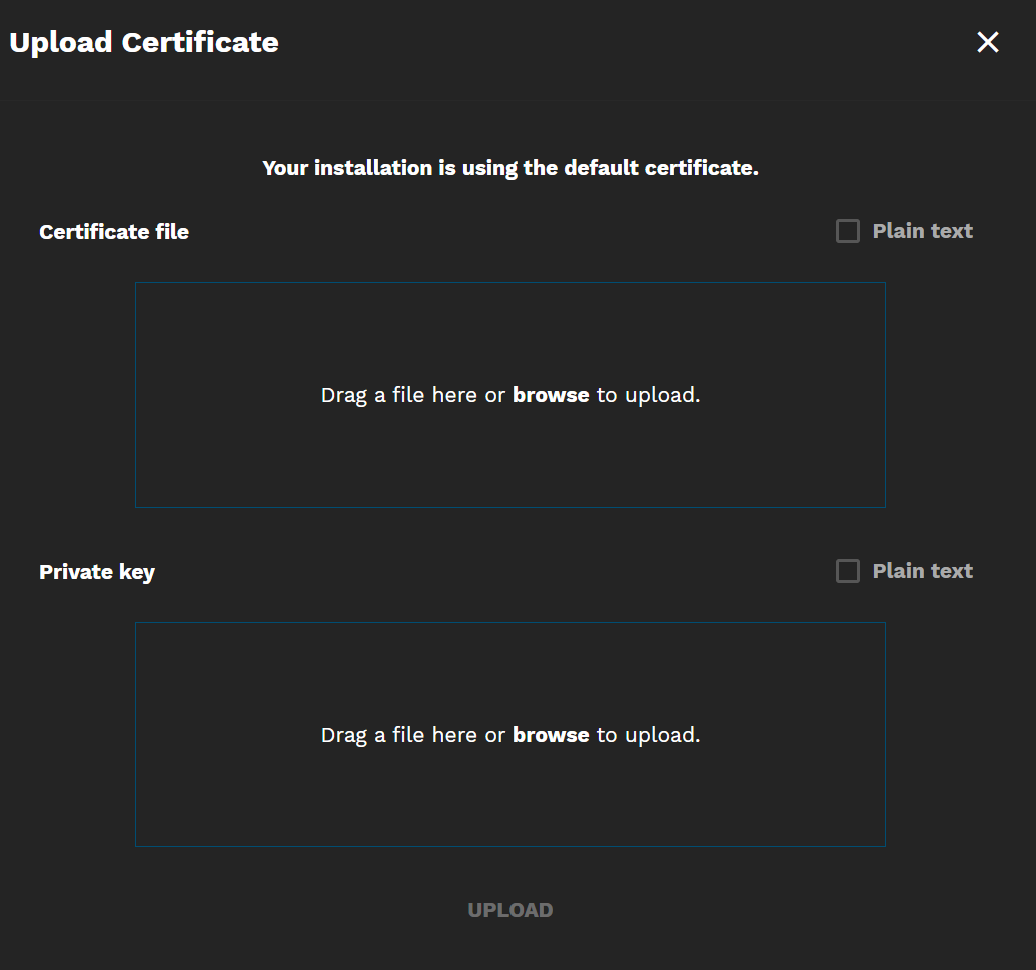 Upload Certificate
Your installation is using the default certificate.
Certificate file
Plain text
Drag a file here or browse to upload.
Private key
Plain text
Drag a file here or browse to upload.
UPLOAD